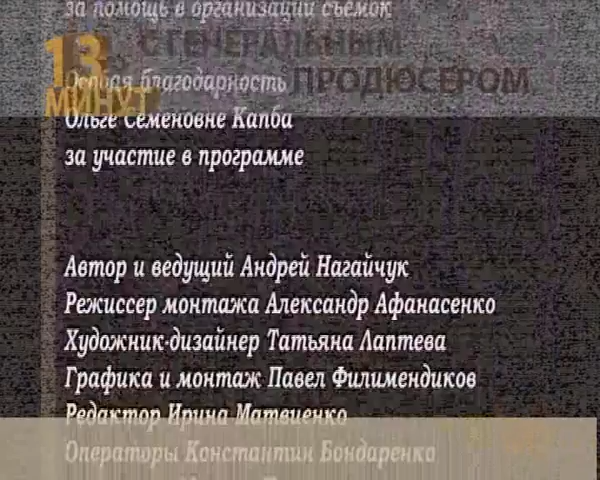 за помощь в организации съемок
13 С ГЕНЕРАЛЬНЫМ
Особая благодарность ПРОДЮСЕРОМ
МИНУТ
Ольге Семеновне Капба
за участие в программе
Автор и ведущий Андрей Нагайчук
Режиссер монтажа Александр Афанасенко
Художник-дизайнер Татьяна Лаптева
Графика и монтаж Павел Филимендиков
Редактор Ирина Матвиенко
Операторы Константин Бондаренко